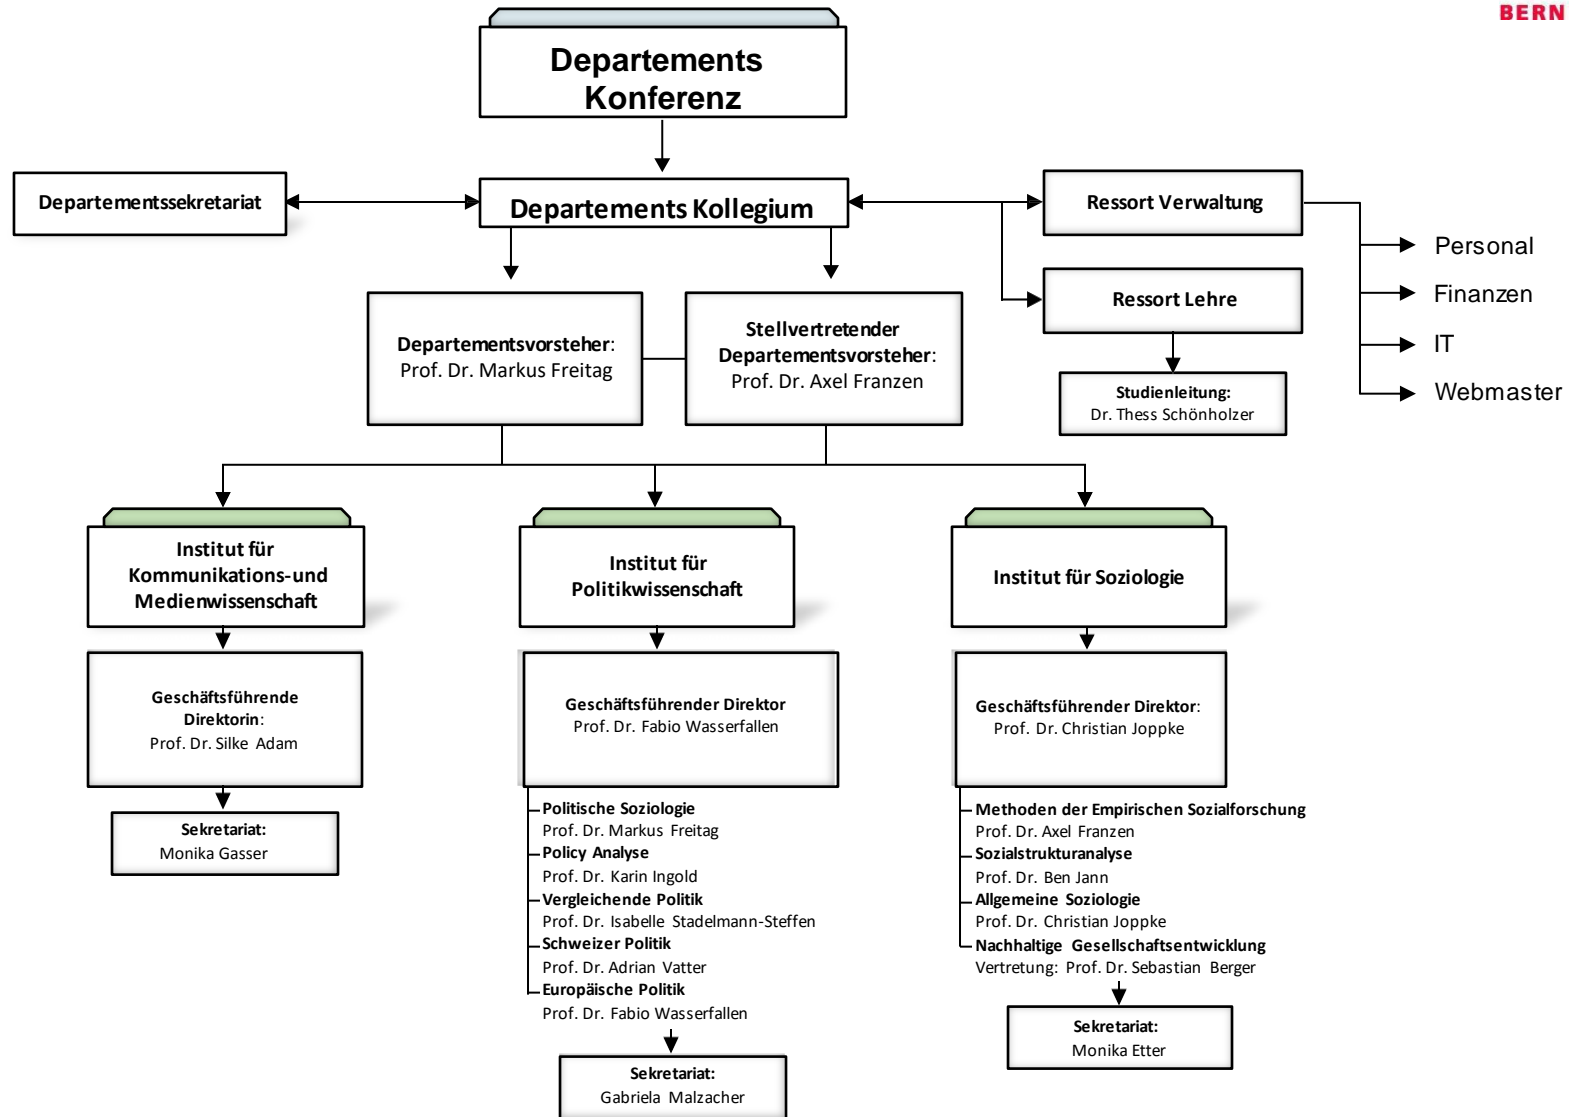 BERN
Departements
Konferenz
Departementssekretariat
Departements Kollegium
Ressort Verwaltung
Personal
Finanzen
IT
Webmaster
Ressort Lehre
Studienleitung:
Dr. Thess Schönholzer
Departementsvorsteher:
Prof. Dr. Markus Freitag
Stellvertretender
Departementsvorsteher:
Prof. Dr. Axel Franzen
Institut für
Kommunikations-und
Medienwissenschaft
Geschäftsführende
Direktorin:
Prof. Dr. Silke Adam
Sekretariat:
Monika Gasser
Institut für
Politikwissenschaft
Geschäftsführender Direktor
Prof. Dr. Fabio Wasserfallen
Politische Soziologie
Prof. Dr. Markus Freitag
Policy Analyse
Prof. Dr. Karin Ingold
Vergleichende Politik
Prof. Dr. Isabelle Stadelmann-Steffen
Schweizer Politik
Prof. Dr. Adrian Vatter
Europäische Politik
Prof. Dr. Fabio Wasserfallen
Sekretariat:
Gabriela Malzacher
Institut für Soziologie
Geschäftsführender Direktor:
Prof. Dr. Christian Joppke
Methoden der Empirischen Sozialforschung
Prof. Dr. Axel Franzen
Sozialstrukturanalyse
Prof. Dr. Ben Jann
Allgemeine Soziologie
Prof. Dr. Christian Joppke
Nachhaltige Gesellschaftsentwicklung
Vertretung: Prof. Dr. Sebastian Berger
Sekretariat:
Monika Etter